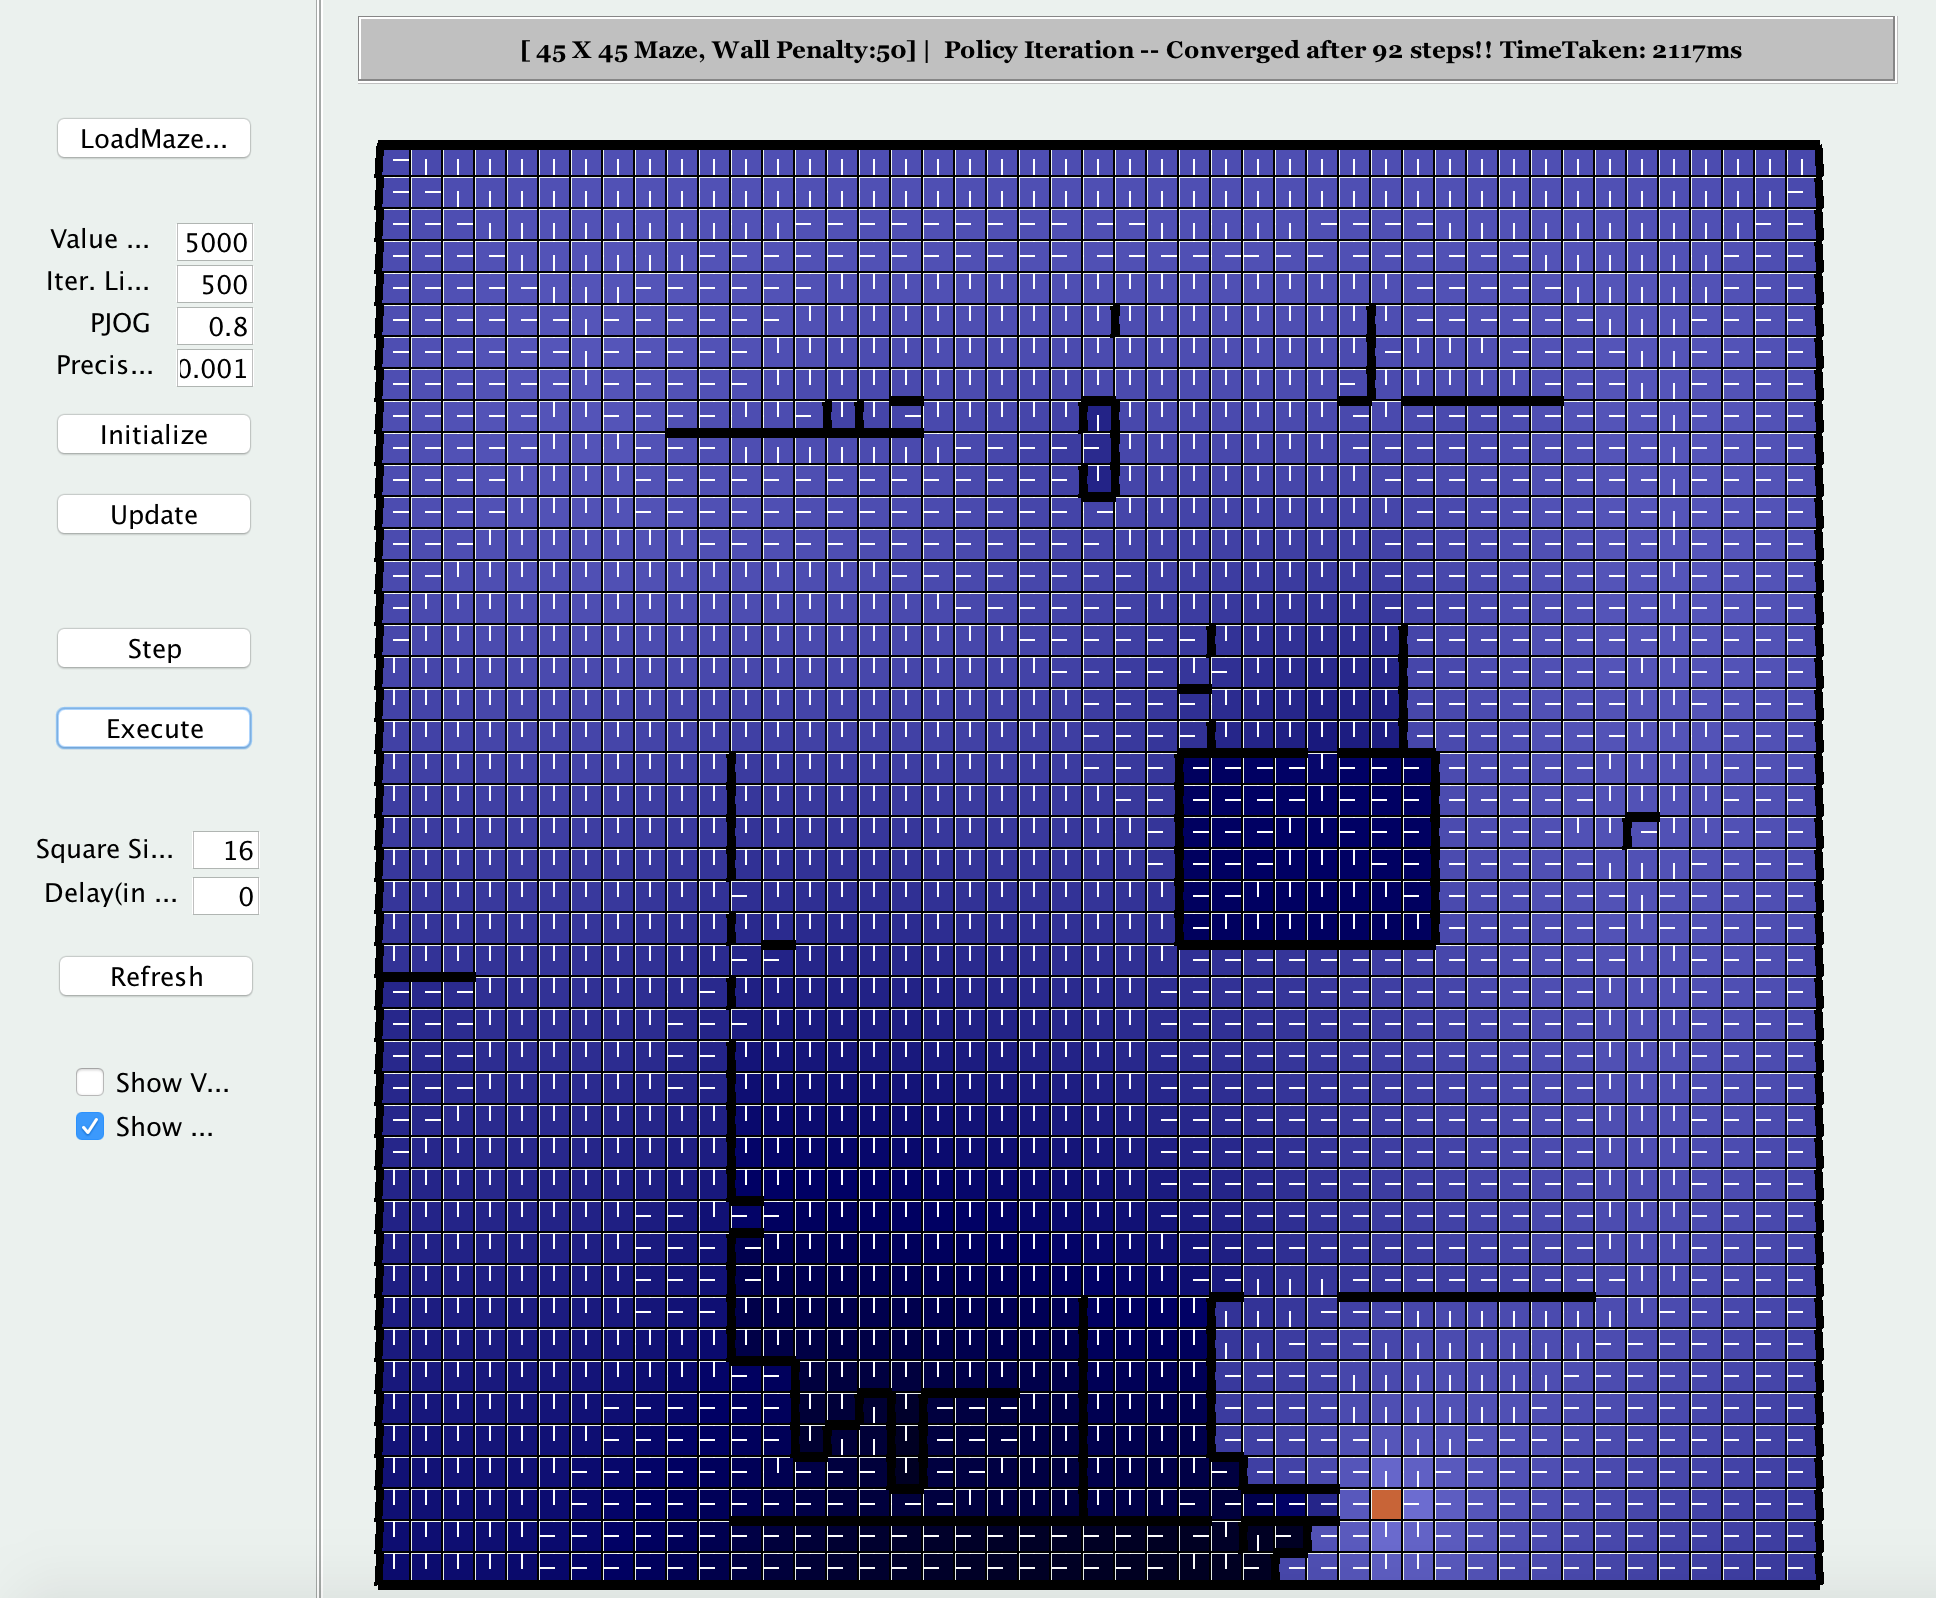 [ 45 X 45 Maze, Wall Penalty:50] | Policy Iteration -- Converged after 92 steps!! TimeTaken: 2117ms
LoadMaze...
Value ... 5000
Iter. Li... 500
PJOG 0.8
Precis... 0.001
Initialize
Update
Step
Execute
Square Si... 16
Delay(in ... 0
Refresh
Show V...
Show ...